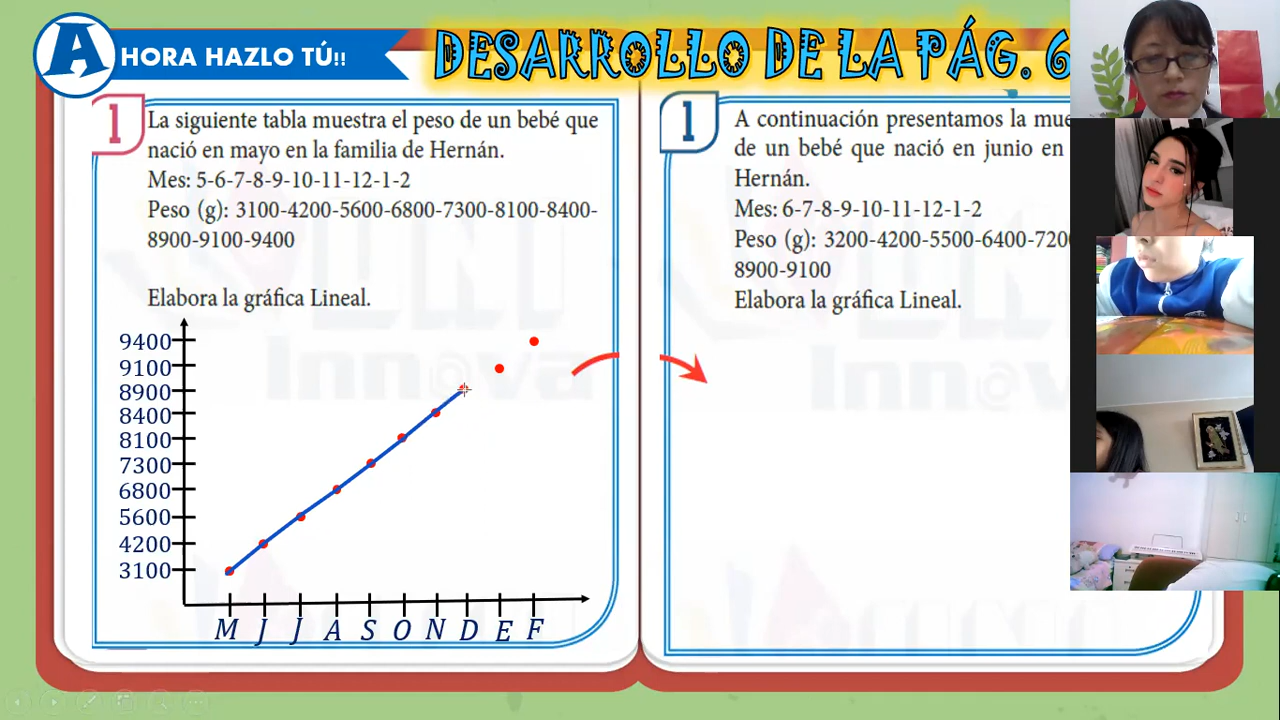 A
HORA HAZLO TÚ!!
DESARROLLO DE LA PÁG. 6
1
La siguiente tabla muestra el peso de un bebé que
nació en mayo en la familia de Hernán.
Mes: 5-6-7-8-9-10-11-12-1-2
Peso (g): 3100-4200-5600-6800-7300-8100-8400-
8900-9100-9400
Elabora la gráfica Lineal.
9400
9100
8900
8400
8100
7300
6800
5600
4200
3100
M J J A S O N D E F
1
A continuación presentamos la mue
de un bebé que nació en junio en
Hernán.
Mes: 6-7-8-9-10-11-12-1-2
Peso (g): 3200-4200-5500-6400-720
8900-9100
Elabora la gráfica Lineal.
Inn@va
Inn@va